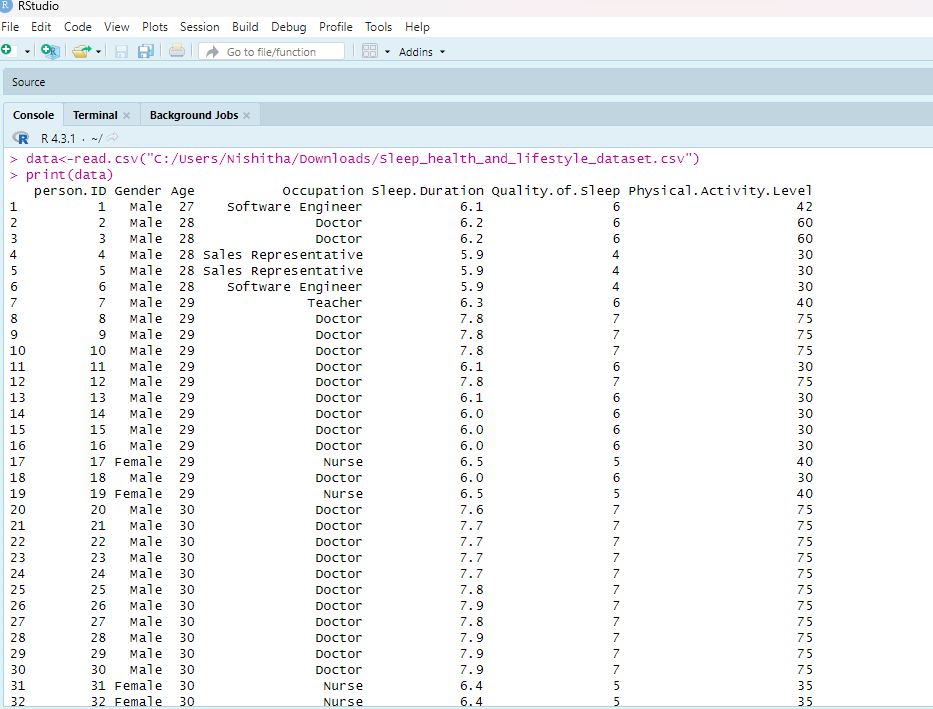 RStudio
File Edit Code View Plots Session Build Debug Profile Tools Help
Go to file/function Addins
Source
Console Terminal Background Jobs
R 4.3.1 · ~/
> data<-read.csv("C:/Users/Nishitha/Downloads/Sleep_health_and_lifestyle_dataset.csv")
> print(data)
person.ID Gender Age Occupation Sleep.Duration Quality.of.Sleep Physical.Activity.Level
1 1 Male 27 Software Engineer 6.1 6 42
2 2 Male 28 Doctor 6.2 6 60
3 3 Male 28 Doctor 6.2 6 60
4 4 Male 28 Sales Representative 5.9 4 30
5 5 Male 28 Sales Representative 5.9 4 30
6 6 Male 28 Software Engineer 5.9 4 30
7 7 Male 29 Teacher 6.3 6 40
8 8 Male 29 Doctor 7.8 7 75
9 9 Male 29 Doctor 7.8 7 75
10 10 Male 29 Doctor 7.8 7 75
11 11 Male 29 Doctor 6.1 6 30
12 12 Male 29 Doctor 7.8 7 75
13 13 Male 29 Doctor 6.1 6 30
14 14 Male 29 Doctor 6.0 6 30
15 15 Male 29 Doctor 6.0 6 30
16 16 Male 29 Doctor 6.0 6 30
17 17 Female 29 Nurse 6.5 5 40
18 18 Male 29 Doctor 6.0 6 30
19 19 Female 29 Nurse 6.5 5 40
20 20 Male 30 Doctor 7.6 7 75
21 21 Male 30 Doctor 7.7 7 75
22 22 Male 30 Doctor 7.7 7 75
23 23 Male 30 Doctor 7.7 7 75
24 24 Male 30 Doctor 7.7 7 75
25 25 Male 30 Doctor 7.8 7 75
26 26 Male 30 Doctor 7.9 7 75
27 27 Male 30 Doctor 7.8 7 75
28 28 Male 30 Doctor 7.9 7 75
29 29 Male 30 Doctor 7.9 7 75
30 30 Male 30 Doctor 7.9 7 75
31 31 Female 30 Nurse 6.4 5 35
32 32 Female 30 Nurse 6.4 5 35